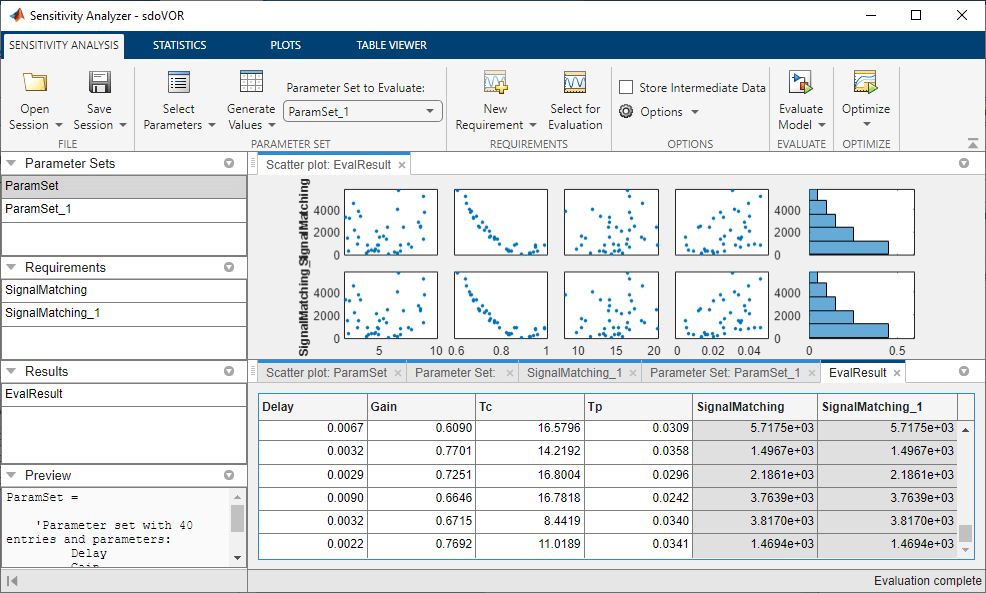 Sensitivity Analyzer - sdoVOR
SENSITIVITY ANALYSIS STATISTICS PLOTS TABLE VIEWER
Open Session
Save Session
Select Parameters
Generate Values
Parameter Set to Evaluate:
ParamSet_1
New Requirement
Select for Evaluation
Store Intermediate Data
Options
Evaluate Model
Optimize
FILE PARAMETER SET REQUIREMENTS OPTIONS EVALUATE OPTIMIZE
Parameter Sets
ParamSet
ParamSet_1
Requirements
SignalMatching
SignalMatching_1
Results
EvalResult
Preview
ParamSet =
'Parameter set with 40
entries and parameters:
Delay
Gain
Scatter plot: EvalResult
SignalMatching_SignalMatching
4000 4000
2000 2000
0 0
4000 4000
2000 2000
0 0
5 10 0.6 0.8 1 10 15 20 0 0.02 0.04 0 0.5
Scatter plot: ParamSet Parameter Set: SignalMatching_1 Parameter Set: ParamSet_1 EvalResult
Delay Gain Tc Tp SignalMatching SignalMatching_1
0.0067 0.6090 16.5796 0.0309 5.7175e+03 5.7175e+03
0.0032 0.7701 14.2192 0.0358 1.4967e+03 1.4967e+03
0.0029 0.7251 16.8004 0.0296 2.1861e+03 2.1861e+03
0.0090 0.6646 16.7818 0.0242 3.7639e+03 3.7639e+03
0.0032 0.6715 8.4419 0.0340 3.8170e+03 3.8170e+03
0.0022 0.7692 11.0189 0.0341 1.4694e+03 1.4694e+03
Evaluation complete